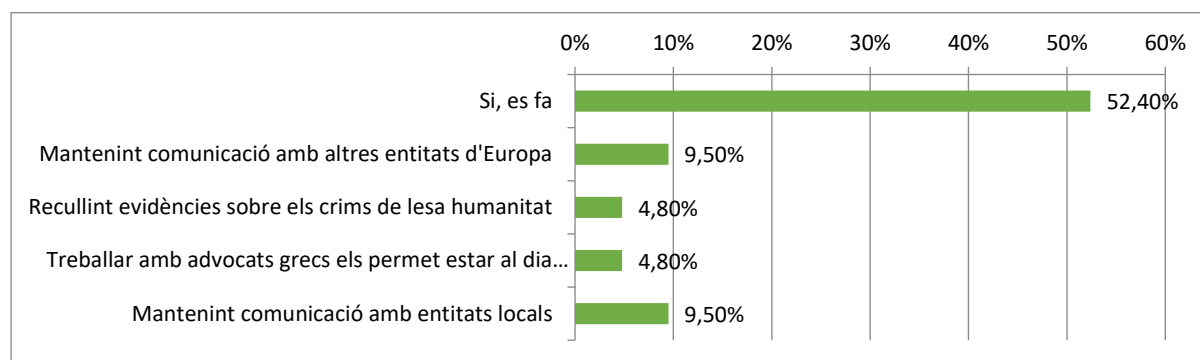 0% 10% 20% 30% 40% 50% 60%
Si, es fa 52,40%
Mantenint comunicació amb altres entitats d'Europa 9,50%
Recullint evidències sobre els crims de lesa humanitat 4,80%
Treballar amb advocats grecs els permet estar al dia... 4,80%
Mantenint comunicació amb entitats locals 9,50%